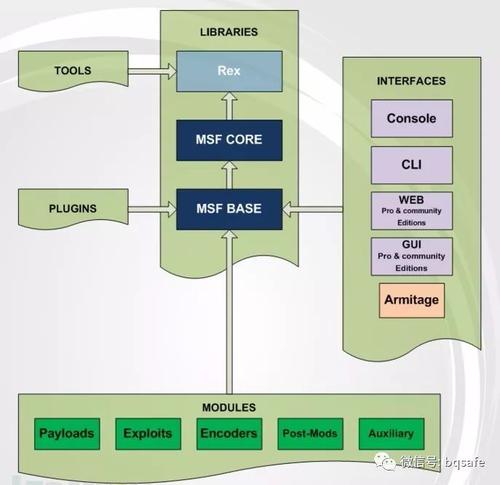 LIBRARIES
TOOLS
Rex
INTERFACES
Console
MSF CORE
CLI
PLUGINS
MSF BASE
WEB
Pro & community
Editions
GUI
Pro & community
Editions
Armitage
MODULES
Payloads
Exploits
Encoders
Post-Mods
Auxiliary
微信号: bqsafe